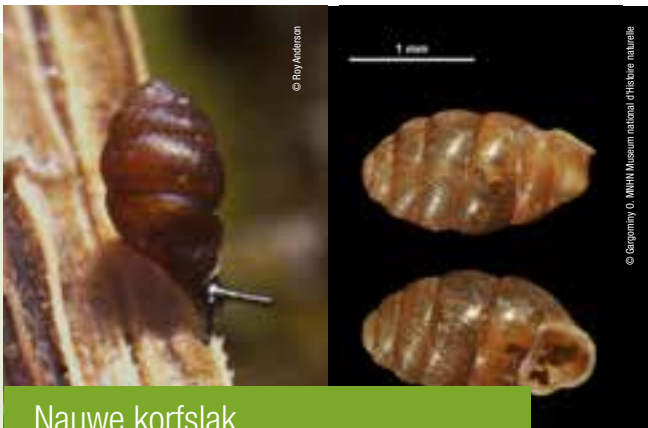 © Roy Anderson
1 mm
© Gargominy O. MNHN Museum national d'Histoire naturelle
Nauwe korfslak